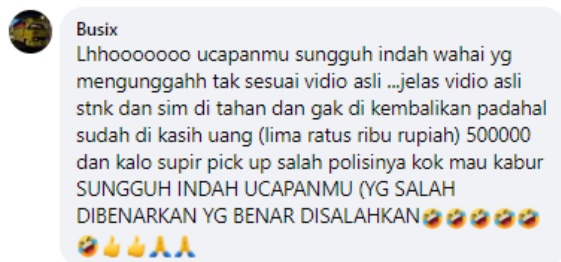 Busix
Lhhooooooo ucapanmu sungguh indah wahai yg
mengunggahh tak sesuai vidio asli ...jelas vidio asli
stnk dan sim di tahan dan gak di kembalikan padahal
sudah di kasih uang (lima ratus ribu rupiah) 500000
dan kalo supir pick up salah polisinya kok mau kabur
SUNGGUH INDAH UCAPANMU (YG SALAH
DIBENARKAN YG BENAR DISALAHKAN🤣🤣🤣🤣🤣
🤣👍👍🙏🙏